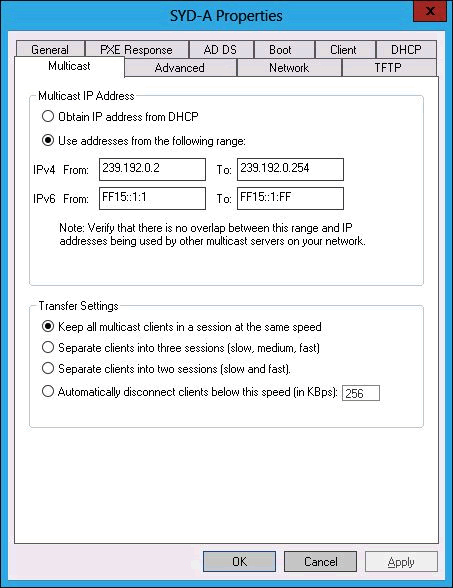 SYD-A Properties
x
General PXE Response AD DS Boot Client DHCP
Multicast Advanced Network TFTP
Multicast IP Address
Obtain IP address from DHCP
Use addresses from the following range:
IPv4 From: 239.192.0.2 To: 239.192.0.254
IPv6 From: FF15::1:1 To: FF15::1:FF
Note: Verify that there is no overlap between this range and IP
addresses being used by other multicast servers on your network.
Transfer Settings
Keep all multicast clients in a session at the same speed
Separate clients into three sessions (slow, medium, fast)
Separate clients into two sessions (slow and fast).
Automatically disconnect clients below this speed (in KBps): 256
OK Cancel Apply